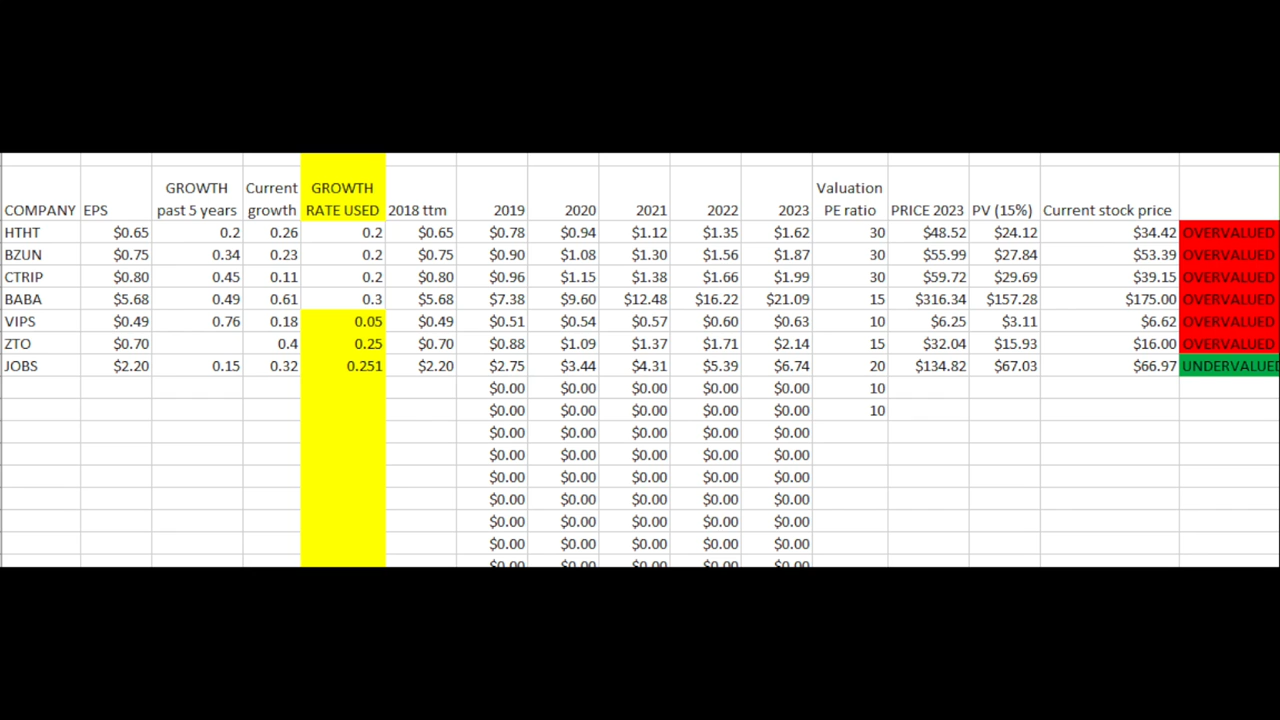 GROWTH Current GROWTH Valuation
COMPANY EPS past 5 years growth RATE USED 2018 ttm 2019 2020 2021 2022 2023 PE ratio PRICE 2023 PV (15%) Current stock price
HTHT $0.65 0.2 0.26 0.2 $0.65 $0.78 $0.94 $1.12 $1.35 $1.62 30 $48.52 $24.12 $34.42 OVERVALUED
BZUN $0.75 0.34 0.23 0.2 $0.75 $0.90 $1.08 $1.30 $1.56 $1.87 30 $55.99 $27.84 $53.39 OVERVALUED
CTRIP $0.80 0.45 0.11 0.2 $0.80 $0.96 $1.15 $1.38 $1.66 $1.99 30 $59.72 $29.69 $39.15 OVERVALUED
BABA $5.68 0.49 0.61 0.3 $5.68 $7.38 $9.60 $12.48 $16.22 $21.09 15 $316.34 $157.28 $175.00 OVERVALUED
VIPS $0.49 0.76 0.18 0.05 $0.49 $0.51 $0.54 $0.57 $0.60 $0.63 10 $6.25 $3.11 $6.62 OVERVALUED
ZTO $0.70 0.4 0.25 $0.70 $0.88 $1.09 $1.37 $1.71 $2.14 15 $32.04 $15.93 $16.00 OVERVALUED
JOBS $2.20 0.15 0.32 0.251 $2.20 $2.75 $3.44 $4.31 $5.39 $6.74 20 $134.82 $67.03 $66.97 UNDERVALUED
$0.00 $0.00 $0.00 $0.00 $0.00 10
$0.00 $0.00 $0.00 $0.00 $0.00 10
$0.00 $0.00 $0.00 $0.00 $0.00
$0.00 $0.00 $0.00 $0.00 $0.00
$0.00 $0.00 $0.00 $0.00 $0.00
$0.00 $0.00 $0.00 $0.00 $0.00
$0.00 $0.00 $0.00 $0.00 $0.00
$0.00 $0.00 $0.00 $0.00 $0.00
$0.00 $0.00 $0.00 $0.00 $0.00